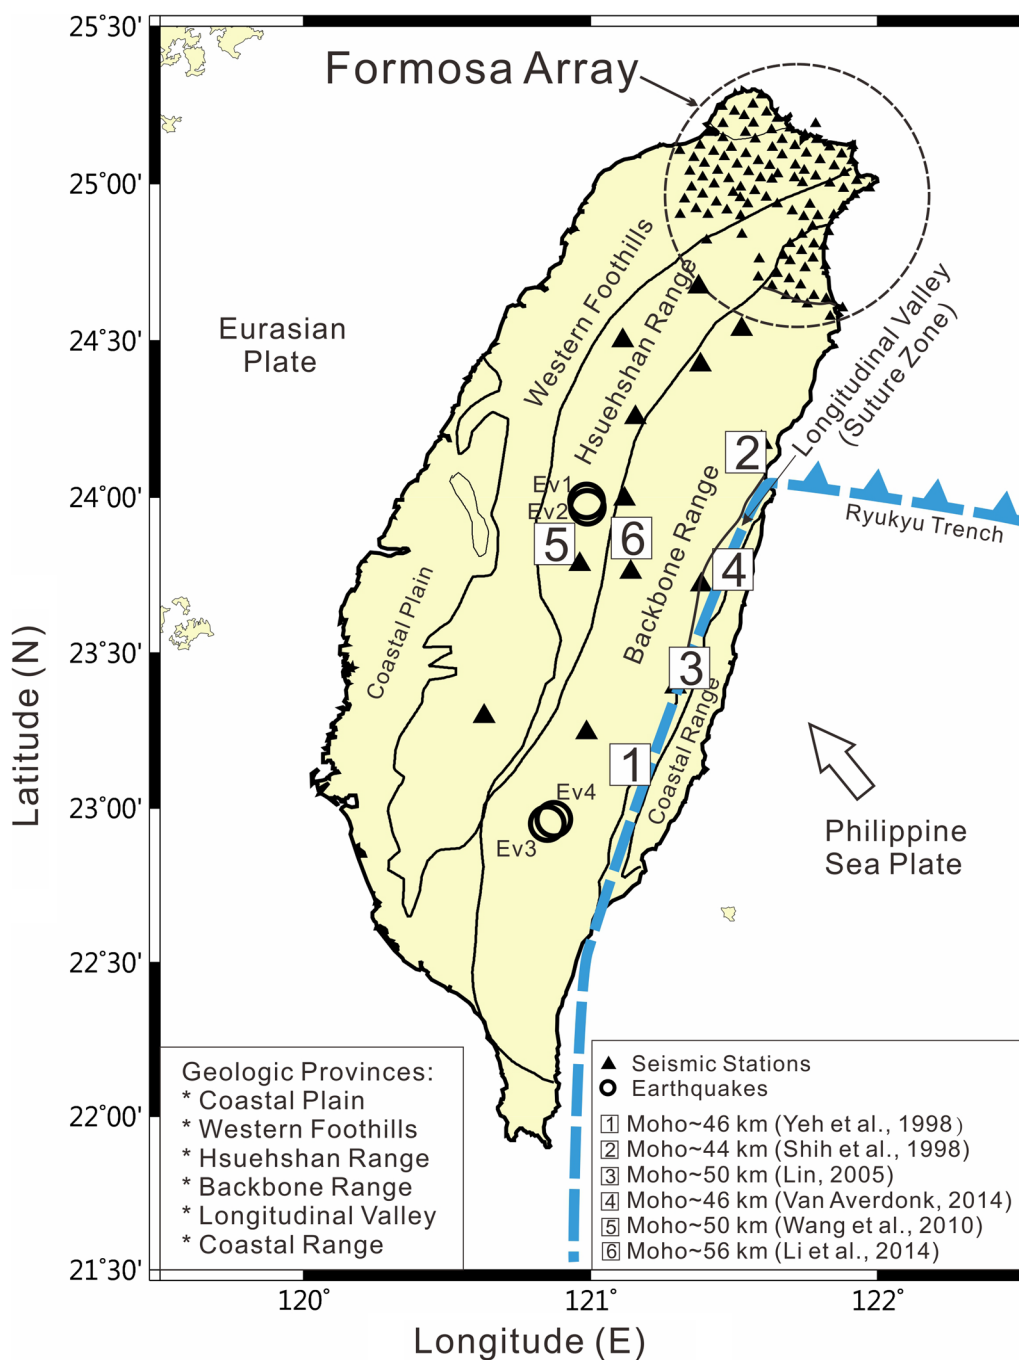 25°30'
Formosa Array
25°00'
Western Foothills
Hsuehshan Range
Longitudinal Valley
(Suture Zone)
24°30'
Eurasian
Plate
2
24°00'
Ev1
Ev2
5
6
Backbone Range
Ryukyu Trench
4
Coastal Plain
23°30'
3
Coastal Range
1
Latitude (N)
23°00'
Ev4
Ev3
Philippine
Sea Plate
22°30'
22°00'
21°30'
Geologic Provinces:
* Coastal Plain
* Western Foothills
* Hsuehshan Range
* Backbone Range
* Longitudinal Valley
* Coastal Range
Seismic Stations
Earthquakes
1 Moho~46 km (Yeh et al., 1998)
2 Moho~44 km (Shih et al., 1998)
3 Moho~50 km (Lin, 2005)
4 Moho~46 km (Van Averdonk, 2014)
5 Moho~50 km (Wang et al., 2010)
6 Moho~56 km (Li et al., 2014)
120° 121° 122°
Longitude (E)